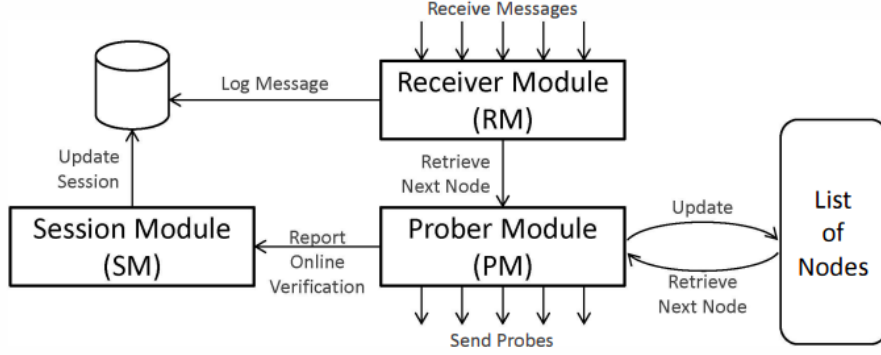 Receive Messages
Log Message
Receiver Module
(RM)
Update
Session
Retrieve
Next Node
Session Module
(SM)
Report
Online
Verification
Prober Module
(PM)
Update
Retrieve
Next Node
List
of
Nodes
Send Probes